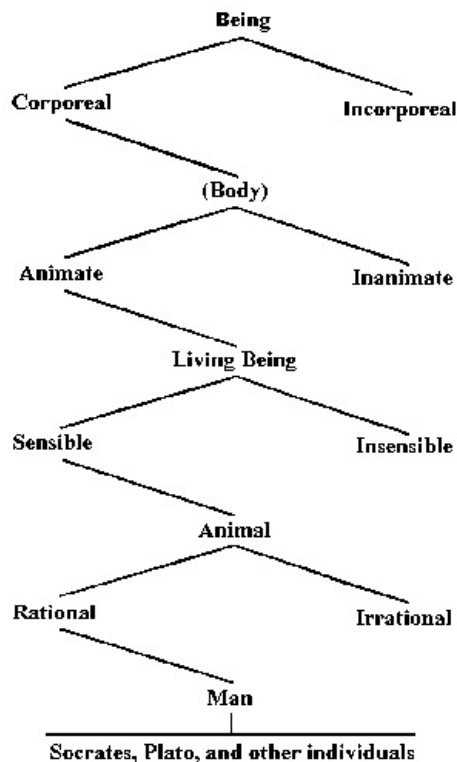 Being
Corporeal Incorporeal
(Body)
Animate Inanimate
Living Being
Sensible Insensible
Animal
Rational Irrational
Man
Socrates, Plato, and other individuals